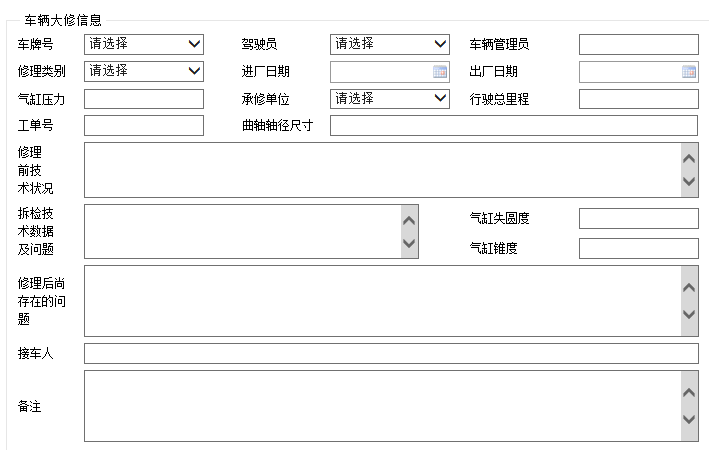 车辆大修信息
车牌号 请选择 驾驶员 请选择 车辆管理员
修理类别 请选择 进厂日期 出厂日期
气缸压力 承修单位 请选择 行驶总里程
工单号 曲轴轴径尺寸
修理
前技
术状况
拆检技
术数据
及问题
气缸失圆度
气缸锥度
修理后尚
存在的问
题
接车人
备注